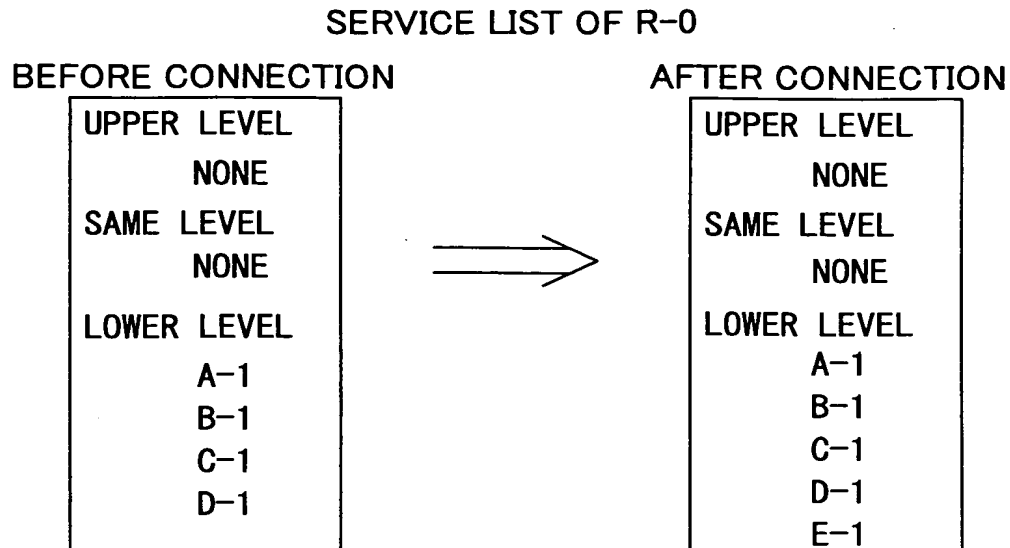 SERVICE LIST OF R-0
BEFORE CONNECTION
UPPER LEVEL
NONE
SAME LEVEL
NONE
LOWER LEVEL
A-1
B-1
C-1
D-1
AFTER CONNECTION
UPPER LEVEL
NONE
SAME LEVEL
NONE
LOWER LEVEL
A-1
B-1
C-1
D-1
E-1